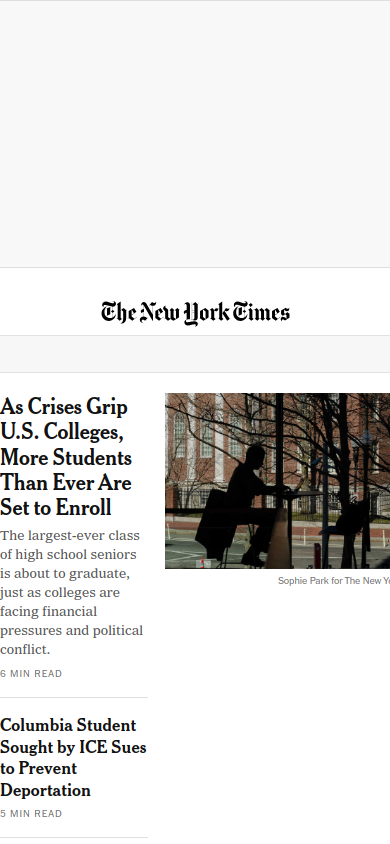 The New York Times
As Crises Grip
U.S. Colleges,
More Students
Than Ever Are
Set to Enroll
The largest-ever class
of high school seniors
is about to graduate,
just as colleges are
facing financial
pressures and political
conflict.
6 MIN READ
Sophie Park for The New Yo
Columbia Student
Sought by ICE Sues
to Prevent
Deportation
5 MIN READ